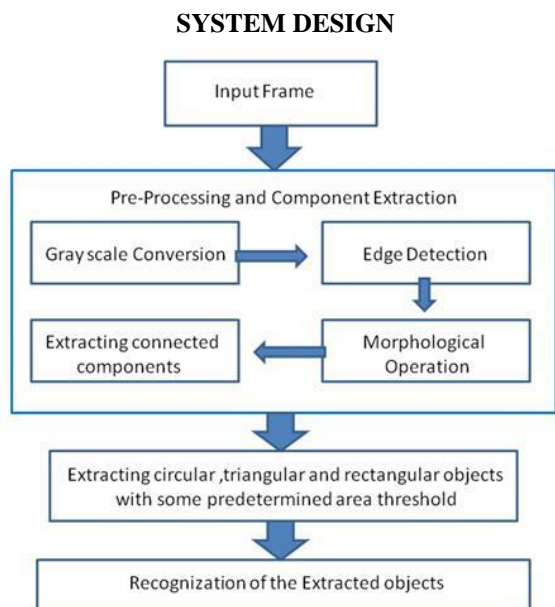 SYSTEM DESIGN
Input Frame
Pre-Processing and Component Extraction
Gray scale Conversion
Edge Detection
Extracting connected
components
Morphological
Operation
Extracting circular ,triangular and rectangular objects
with some predetermined area threshold
Recognization of the Extracted objects